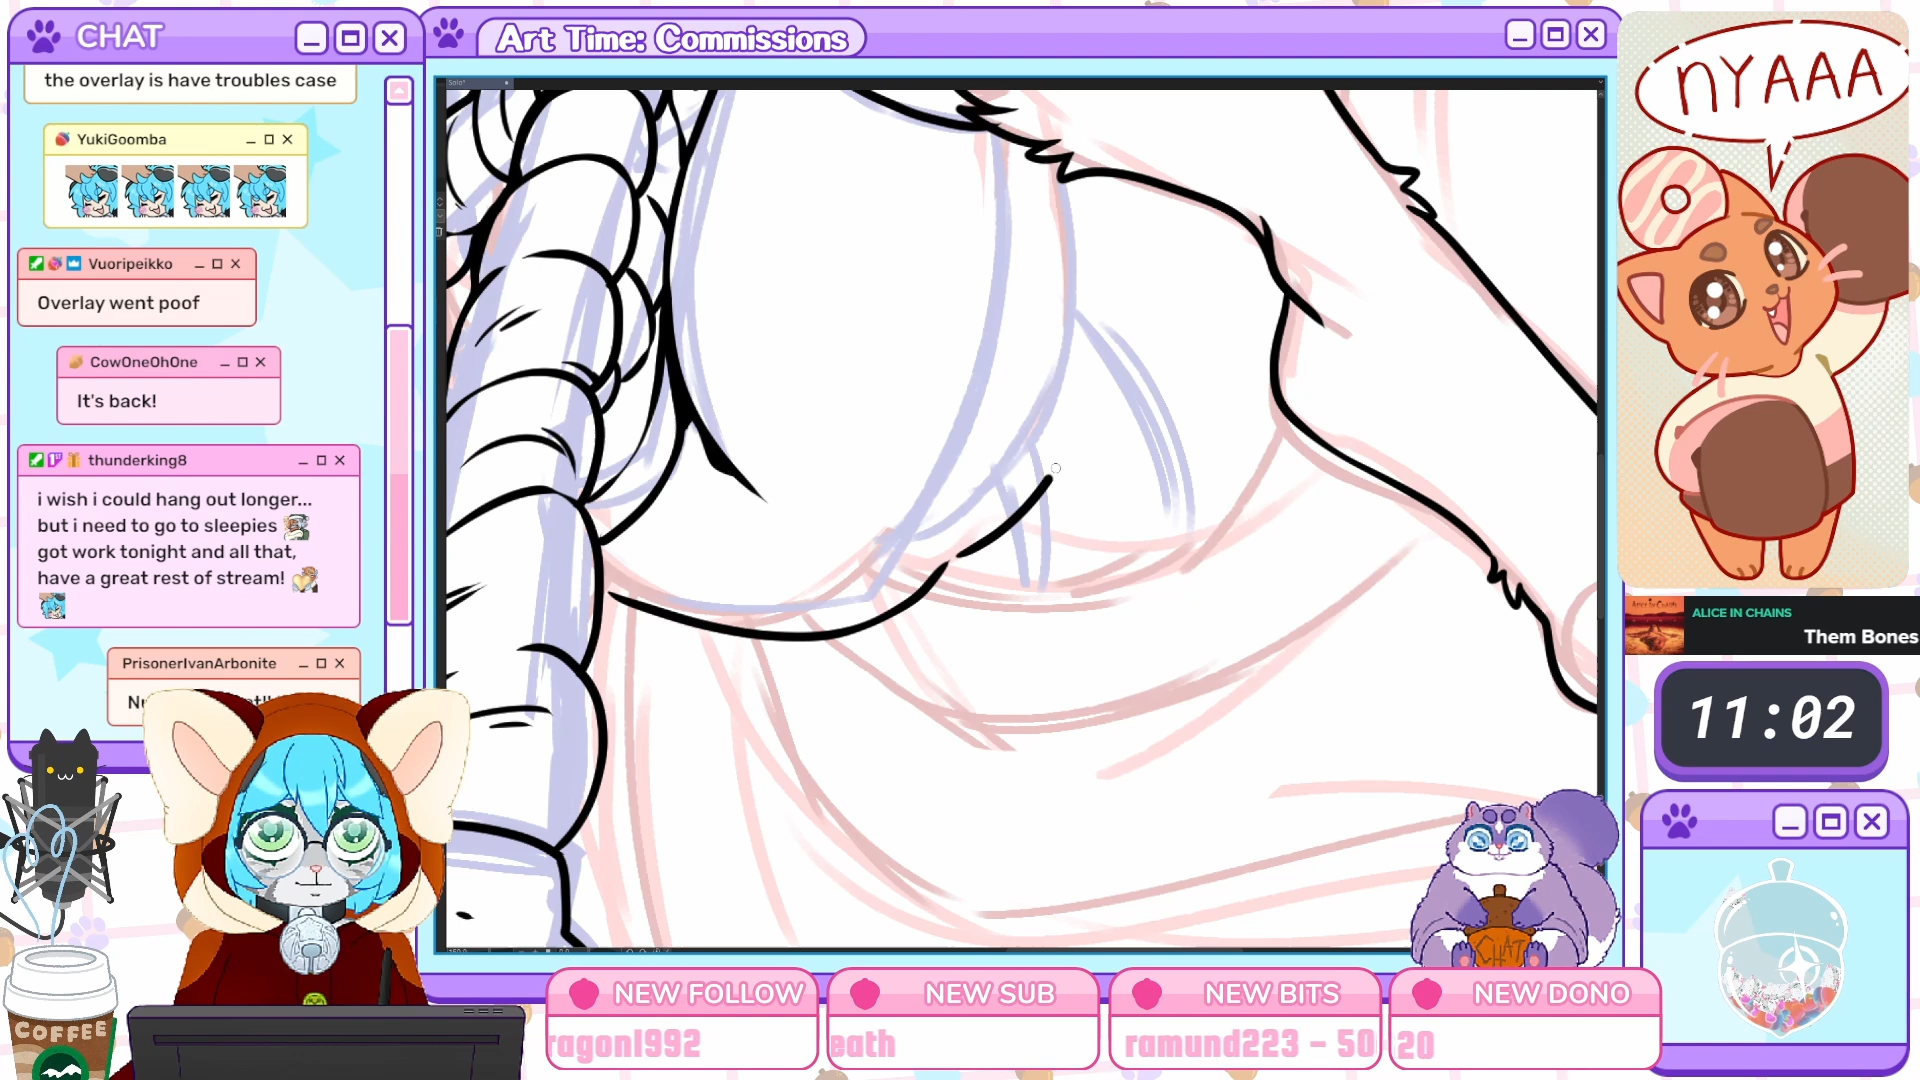 CHAT
the overlay is have troubles case
YukiGoomba
Vuoripeikko
Overlay went poof
CowOneOhOne
It's back!
thunderking8
i wish i could hang out longer...
but i need to go to sleepies
got work tonight and all that,
have a great rest of stream!
PrisonerIvanArbonite
Art Time: Commissions
NYAAA
ALICE IN CHAINS
Them Bones
11:02
CHAT
COFFEE
NEW FOLLOW
ragon1992
NEW SUB
eath
NEW BITS
ramund223 - 50
NEW DONO
20